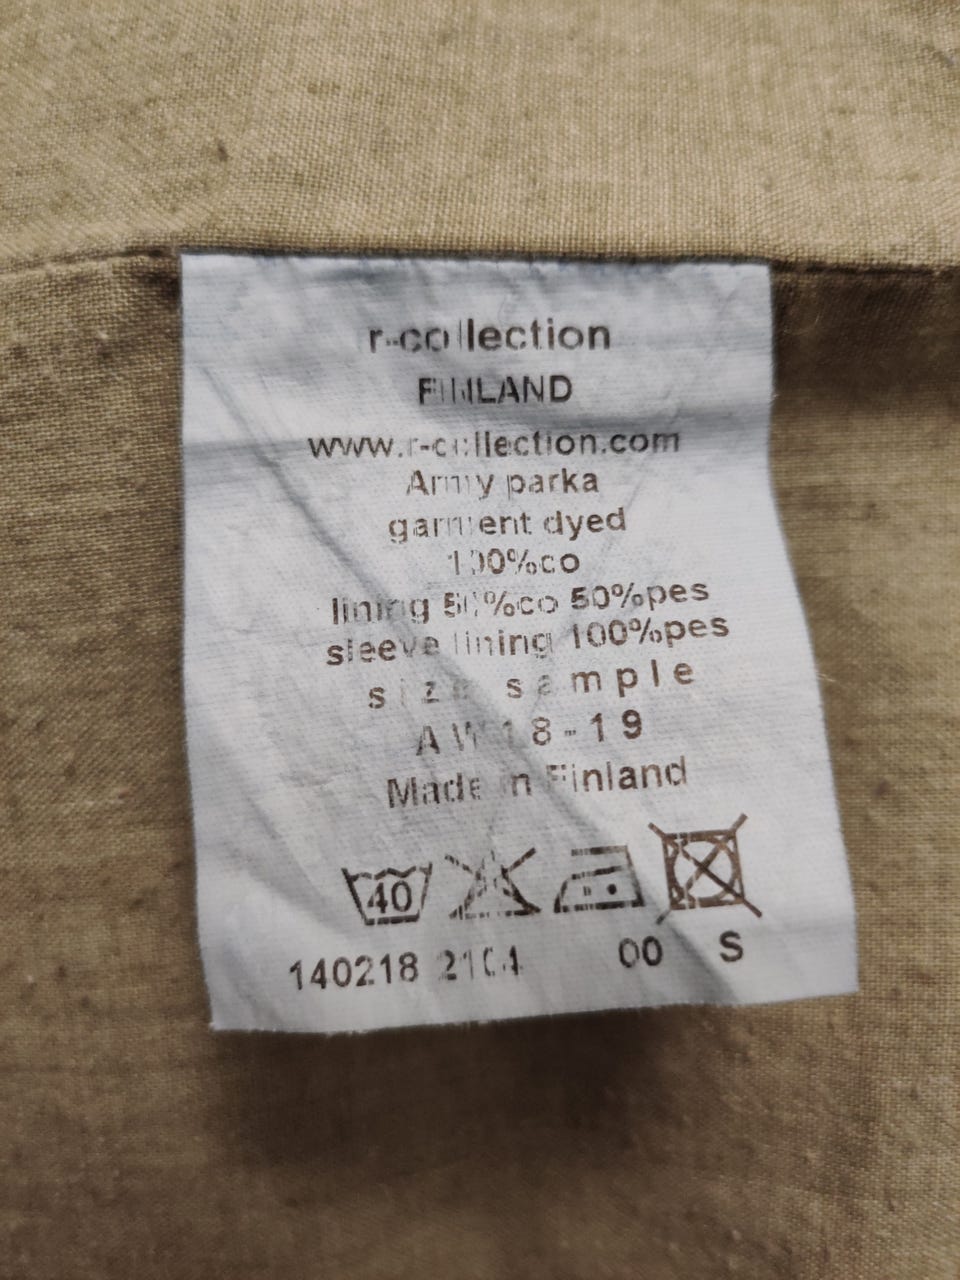 r-collection
FINLAND
www.r-collection.com
Army parka
garment dyed
100%co
lining 50%co 50%pes
sleeve lining 100%pes
size sample
AW18-19
Made in Finland
40
140218 2104 00 S